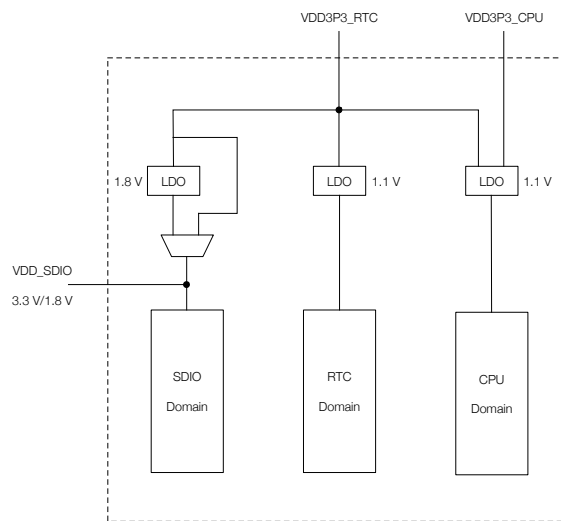 VDD3P3_RTC
VDD3P3_CPU
1.8 V
LDO
LDO
1.1 V
LDO
1.1 V
VDD_SDIO
3.3 V/1.8 V
SDIO
Domain
RTC
Domain
CPU
Domain